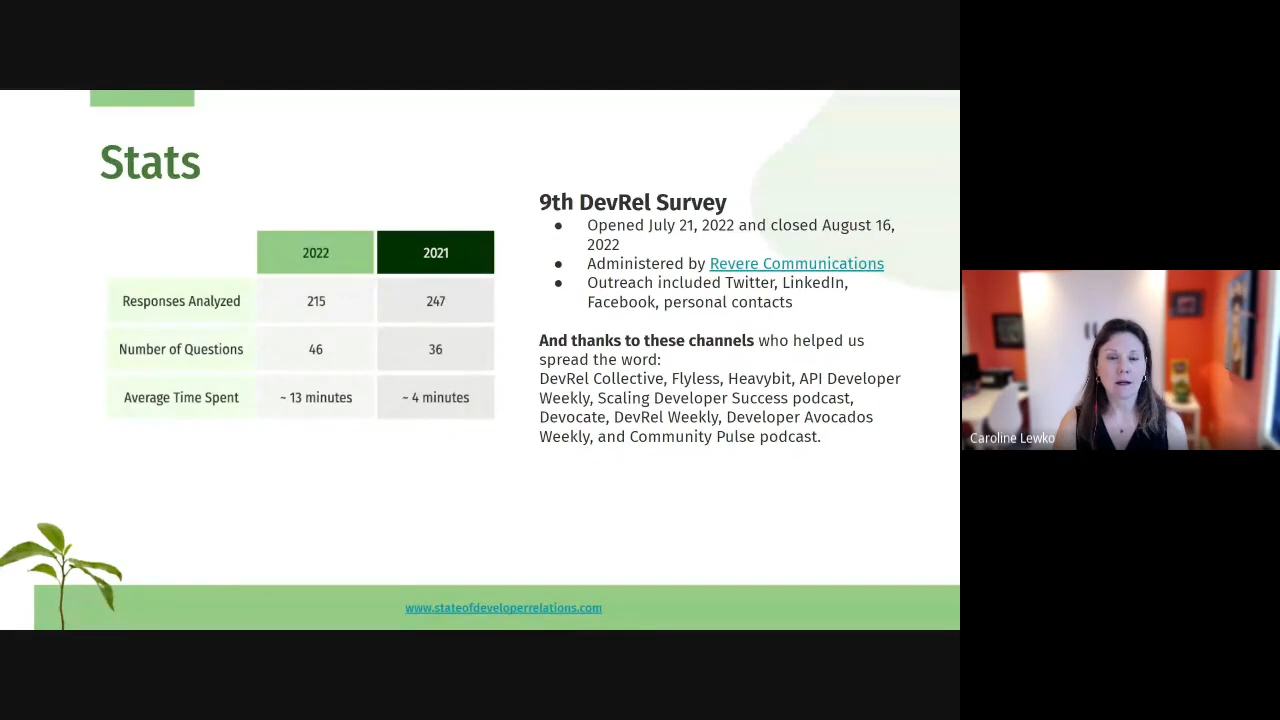 Stats
2022 2021
Responses Analyzed 215 247
Number of Questions 46 36
Average Time Spent ~ 13 minutes ~ 4 minutes
9th DevRel Survey
● Opened July 21, 2022 and closed August 16,
2022
● Administered by Revere Communications
● Outreach included Twitter, LinkedIn,
Facebook, personal contacts
And thanks to these channels who helped us
spread the word:
DevRel Collective, Flyless, Heavybit, API Developer
Weekly, Scaling Developer Success podcast,
Devocate, DevRel Weekly, Developer Avocados
Weekly, and Community Pulse podcast.
www.stateofdeveloperrelations.com
Caroline Lewko